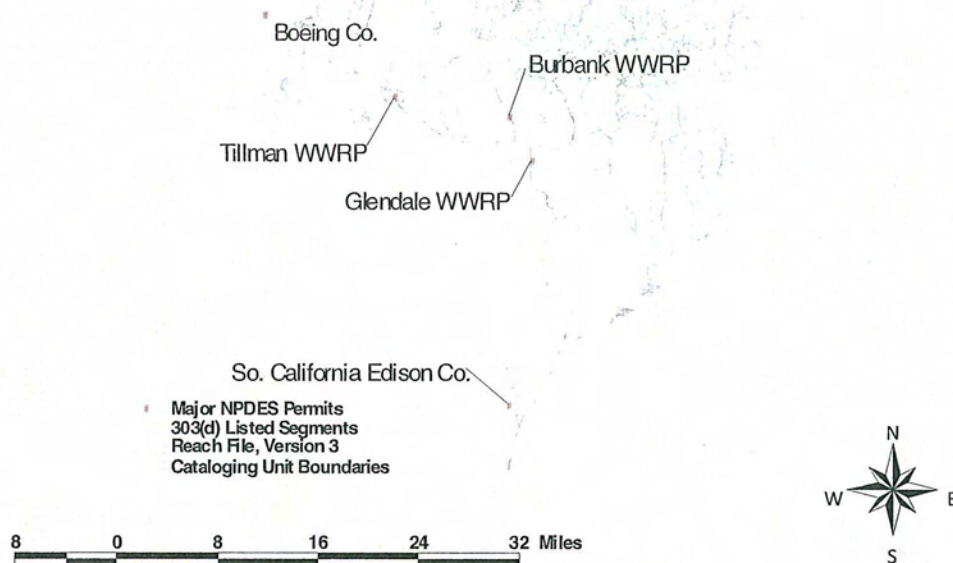 Boeing Co.
Burbank WWRP
Tillman WWRP
Glendale WWRP
So. California Edison Co.
Major NPDES Permits
303(d) Listed Segments
Reach File, Version 3
Cataloging Unit Boundaries
N
W E
S
8 0 8 16 24 32 Miles